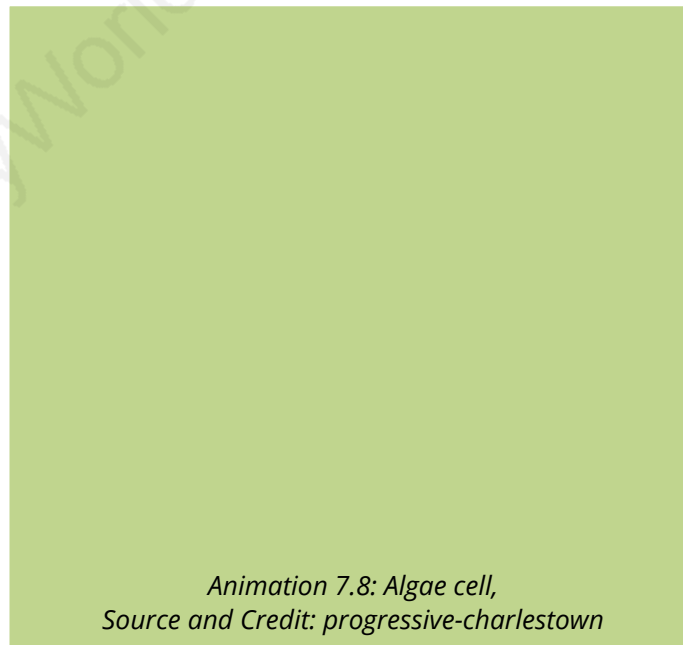 Animation 7.8: Algae cell,
Source and Credit: progressive-charlestown